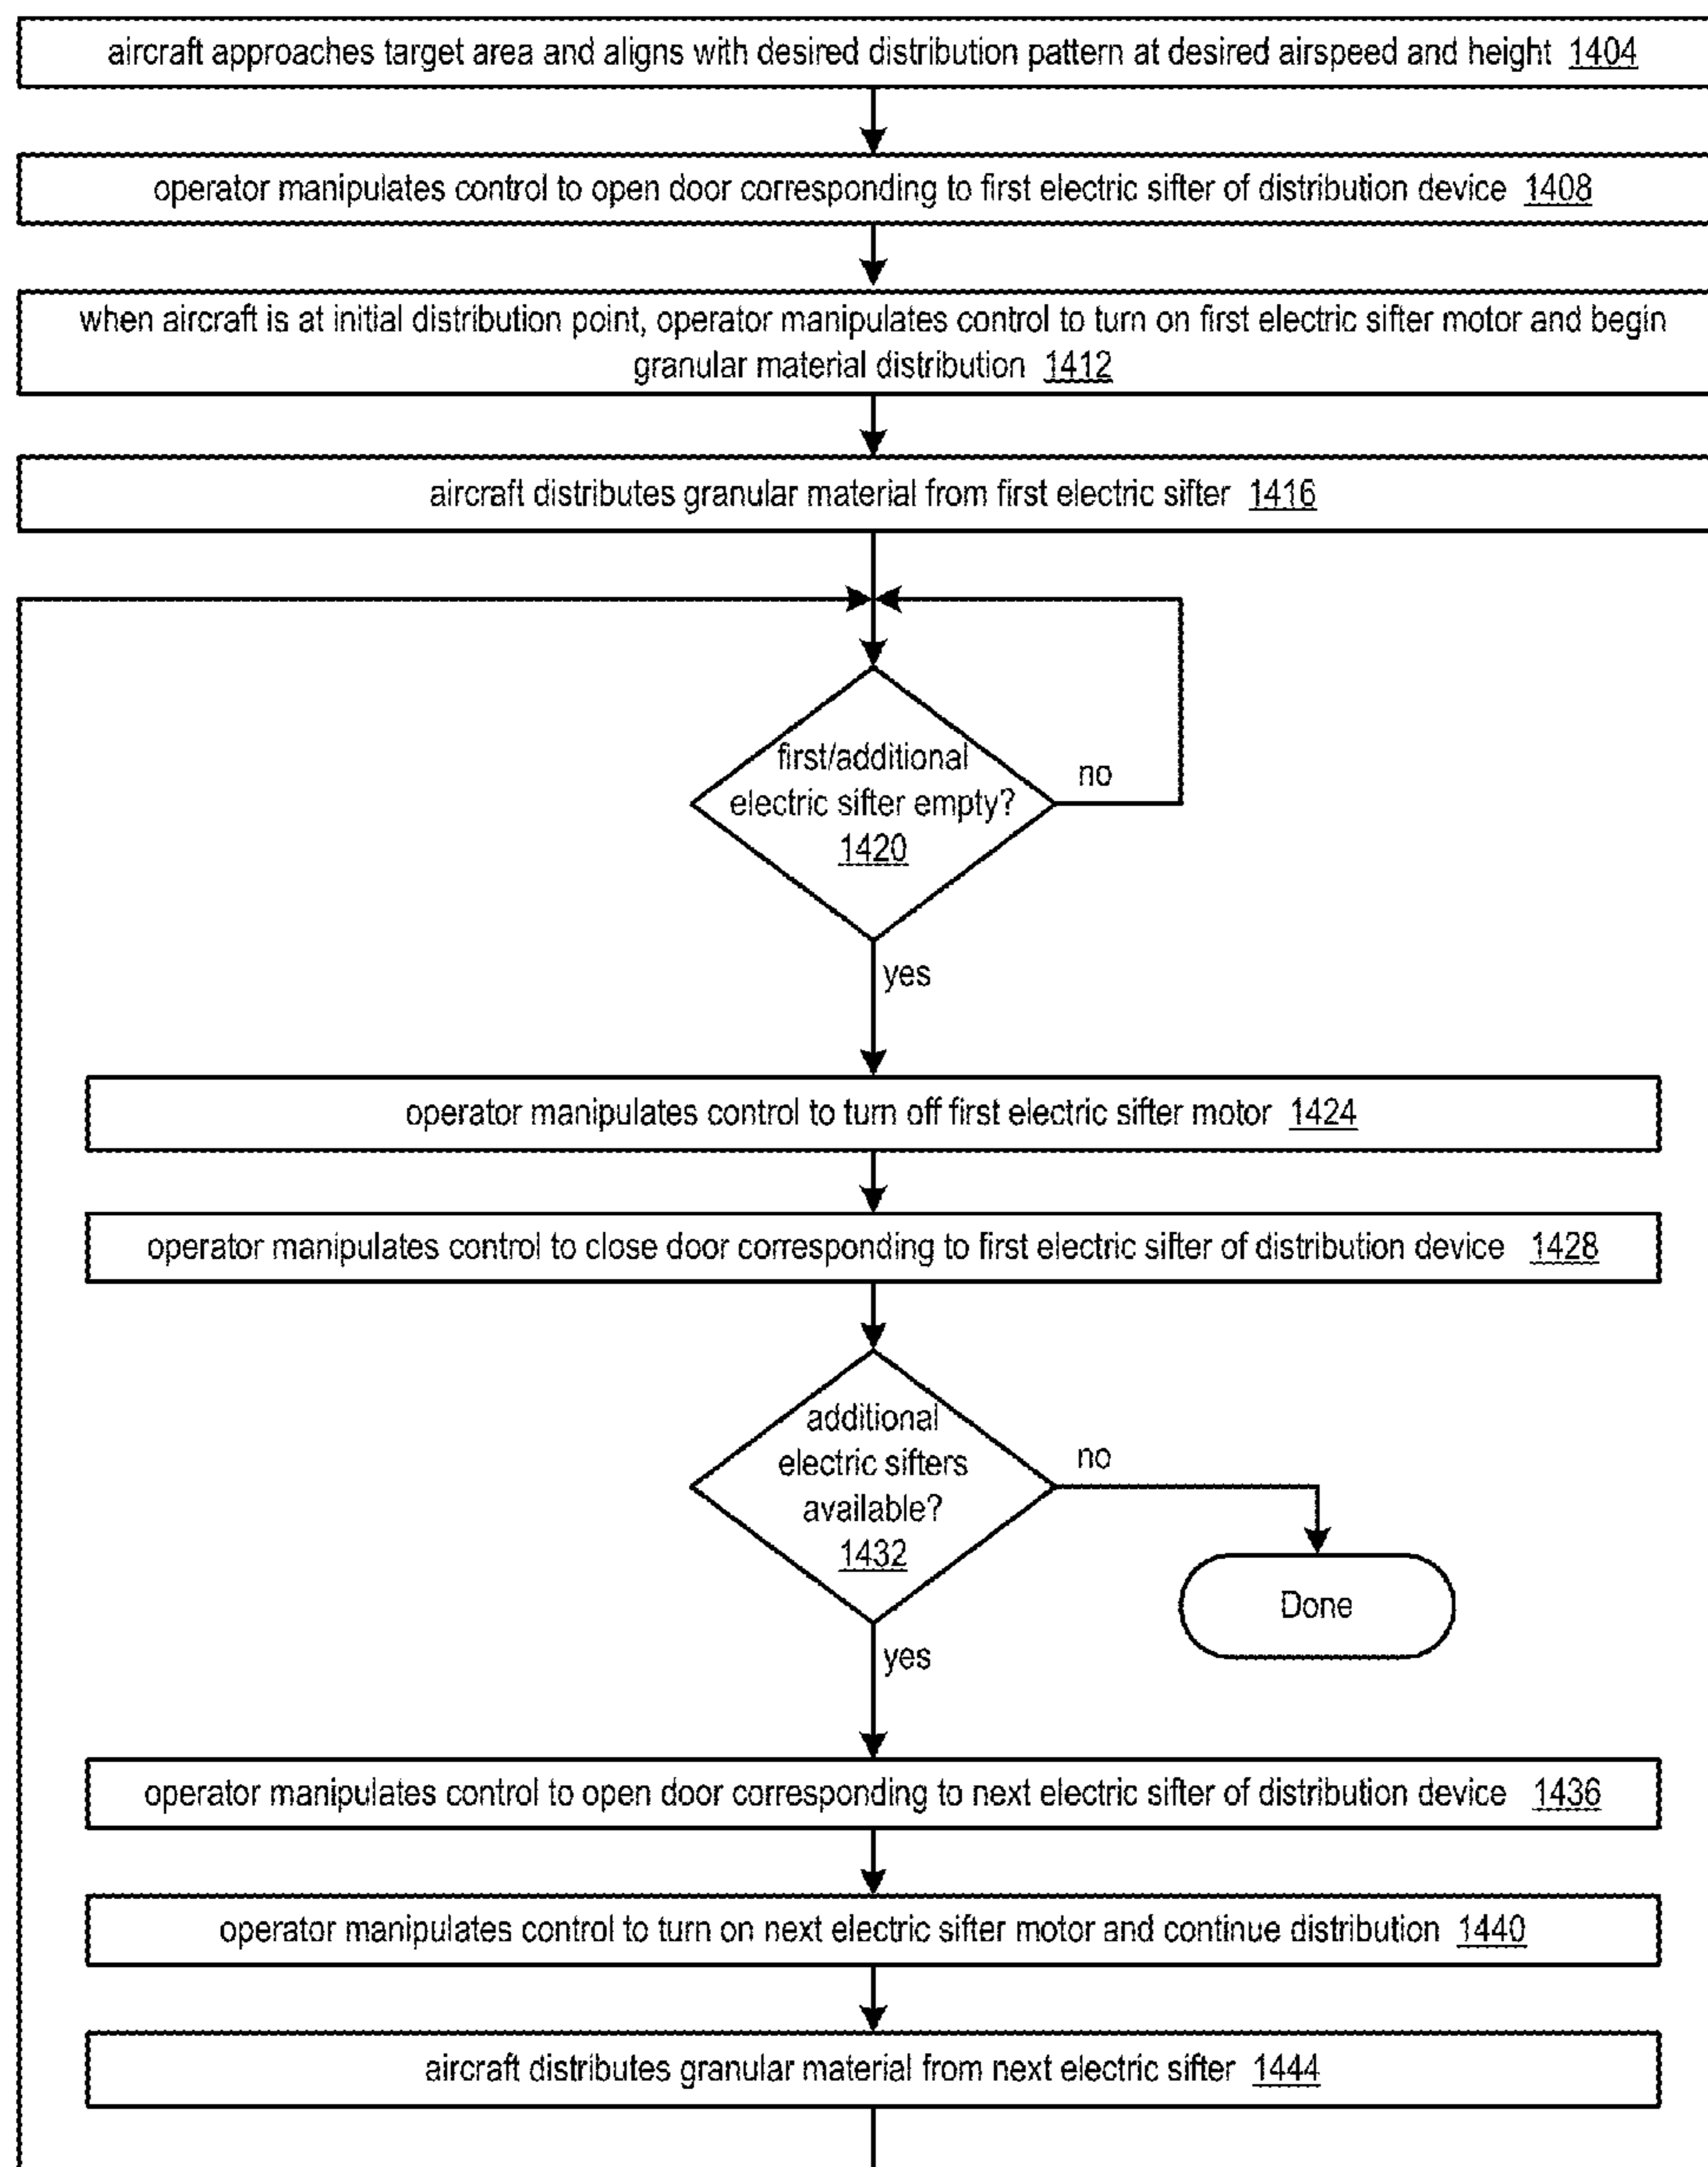 aircraft approaches target area and aligns with desired distribution pattern at desired airspeed and height 1404
operator manipulates control to open door corresponding to first electric sifter of distribution device 1408
when aircraft is at initial distribution point, operator manipulates control to turn on first electric sifter motor and begin
granular material distribution 1412
aircraft distributes granular material from first electric sifter 1416
first/additional
electric sifter empty?
1420
no
yes
operator manipulates control to turn off first electric sifter motor 1424
operator manipulates control to close door corresponding to first electric sifter of distribution device 1428
additional
electric sifters
available?
1432
no
Done
yes
operator manipulates control to open door corresponding to next electric sifter of distribution device 1436
operator manipulates control to turn on next electric sifter motor and continue distribution 1440
aircraft distributes granular material from next electric sifter 1444